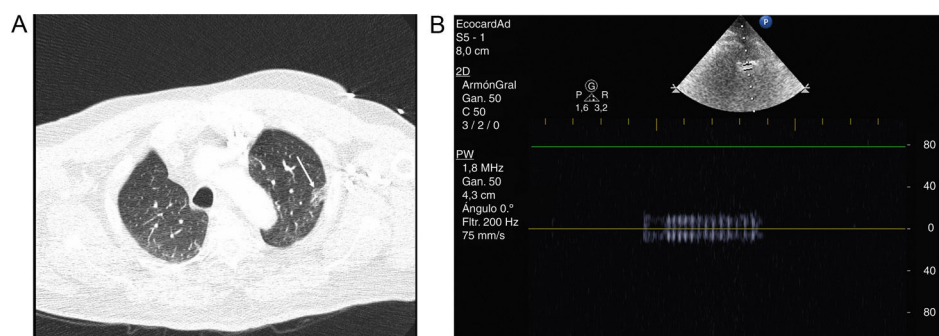 A
B
EcocardAd
S5 - 1
8,0 cm
2D
ArmónGral
Gan. 50
C 50
3 / 2 / 0
PW
1,8 MHz
Gan. 50
4,3 cm
Ángulo 0.º
Fltr. 200 Hz
75 mm/s
P
G
P R
1,6 3,2
80
40
0
40
80